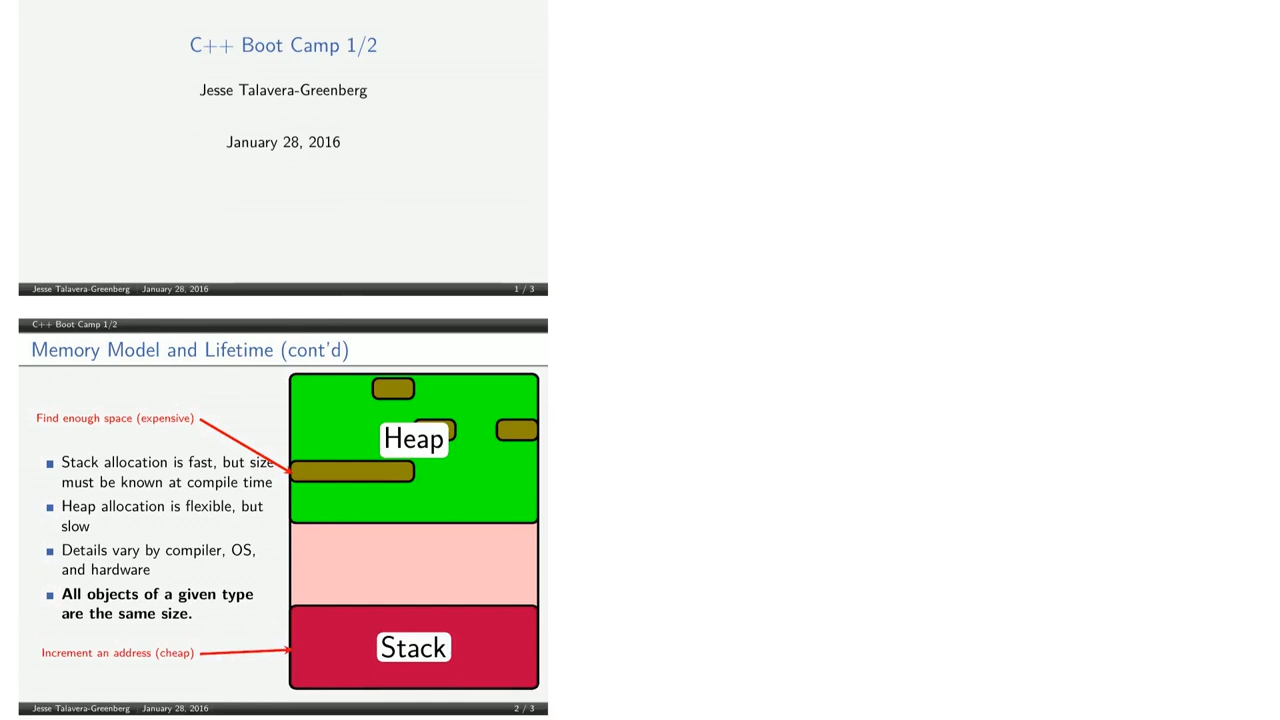 C++ Boot Camp 1/2
Jesse Talavera-Greenberg
January 28, 2016
Jesse Talavera-Greenberg January 28, 2016 1 / 3
C++ Boot Camp 1/2
Memory Model and Lifetime (cont'd)
Find enough space (expensive)
Stack allocation is fast, but size
must be known at compile time
Heap allocation is flexible, but
slow
Details vary by compiler, OS,
and hardware
All objects of a given type
are the same size.
Increment an address (cheap)
Heap
Stack
Jesse Talavera-Greenberg January 28, 2016 2 / 3